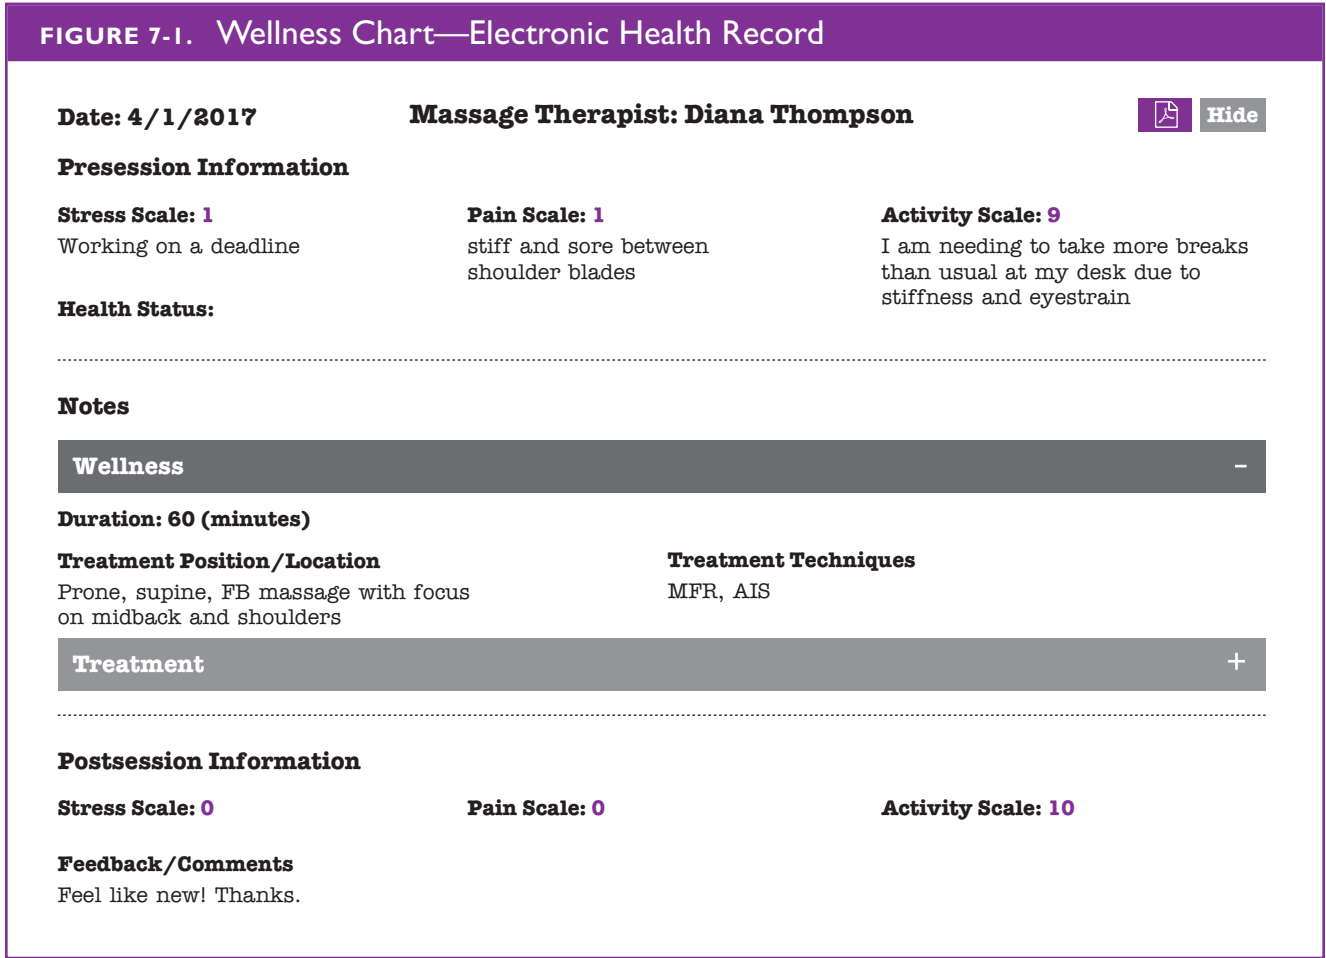 FIGURE 7-1. Wellness Chart—Electronic Health Record
Date: 4/1/2017
Massage Therapist: Diana Thompson
Hide
Presession Information
Stress Scale: 1
Working on a deadline
Pain Scale: 1
stiff and sore between
shoulder blades
Activity Scale: 9
I am needing to take more breaks
than usual at my desk due to
stiffness and eyestrain
Health Status:
Notes
Wellness –
Duration: 60 (minutes)
Treatment Position/Location
Prone, supine, FB massage with focus
on midback and shoulders
Treatment Techniques
MFR, AIS
Treatment +
Postsession Information
Stress Scale: 0
Pain Scale: 0
Activity Scale: 10
Feedback/Comments
Feel like new! Thanks.